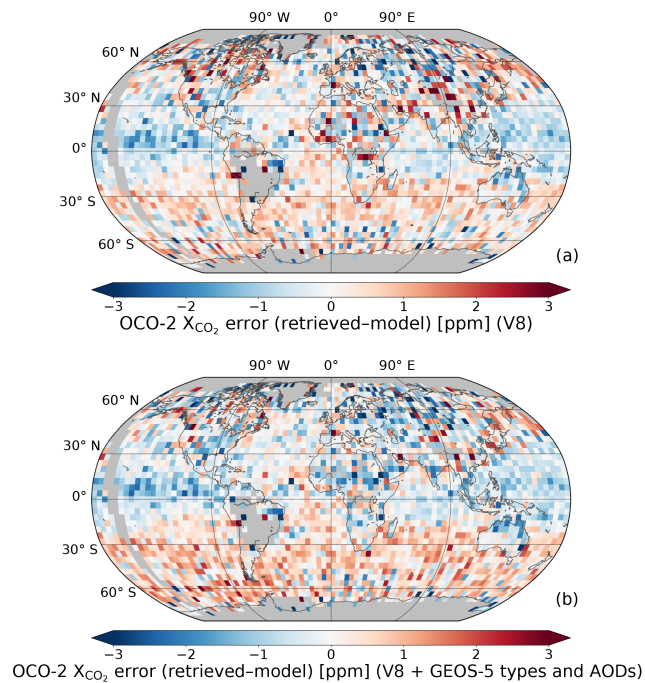 90° W 0° 90° E
60° N
30° N
0°
30° S
60° S
(a)
−3 −2 −1 0 1 2 3
OCO-2 X_CO₂ error (retrieved–model) [ppm] (V8)
90° W 0° 90° E
60° N
30° N
0°
30° S
60° S
(b)
−3 −2 −1 0 1 2 3
OCO-2 X_CO₂ error (retrieved–model) [ppm] (V8 + GEOS-5 types and AODs)